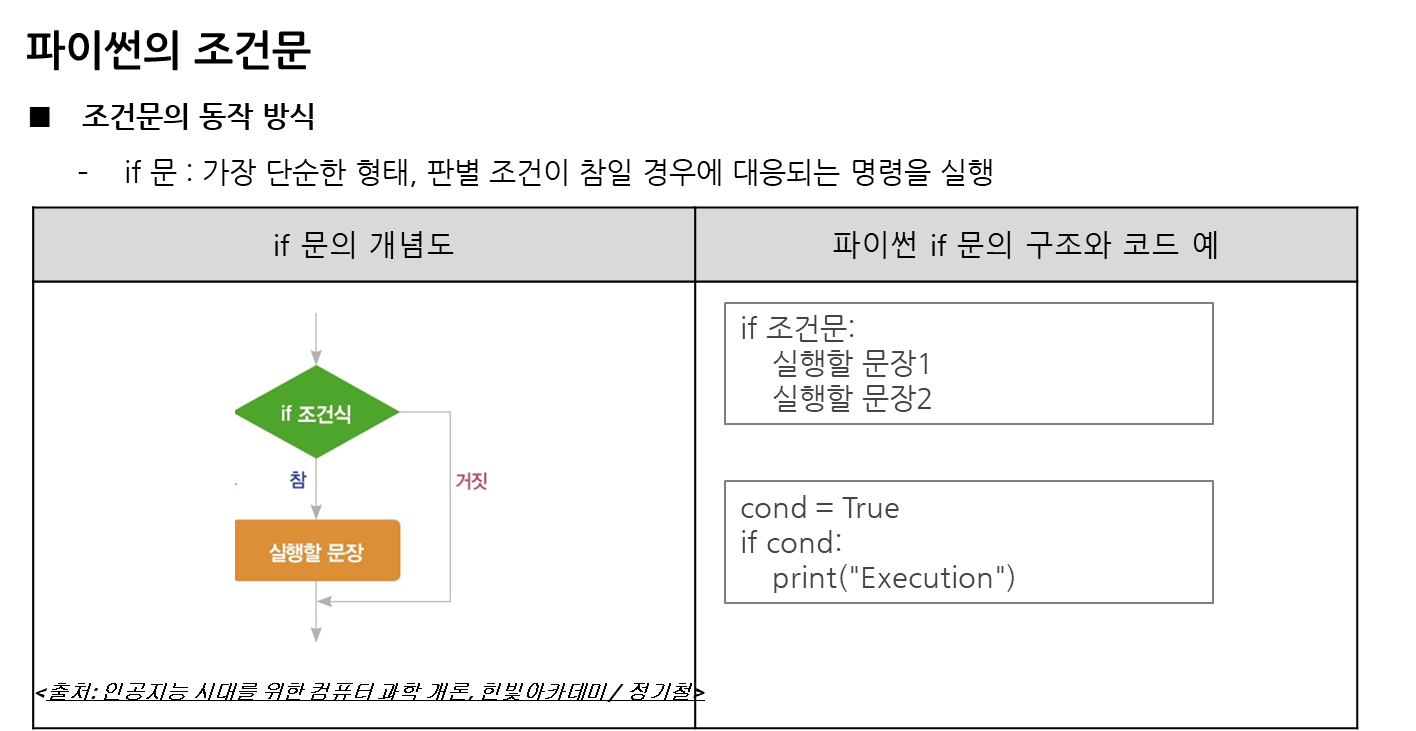 파이썬의 조건문
■ 조건문의 동작 방식
- if 문 : 가장 단순한 형태, 판별 조건이 참일 경우에 대응되는 명령을 실행
if 문의 개념도
if 조건식
참
거짓
실행할 문장
<출처: 인공지능 시대를 위한 컴퓨터 과학 개론, 한빛아카데미/ 정기철>
파이썬 if 문의 구조와 코드 예
if 조건문:
실행할 문장1
실행할 문장2
cond = True
if cond:
print("Execution")